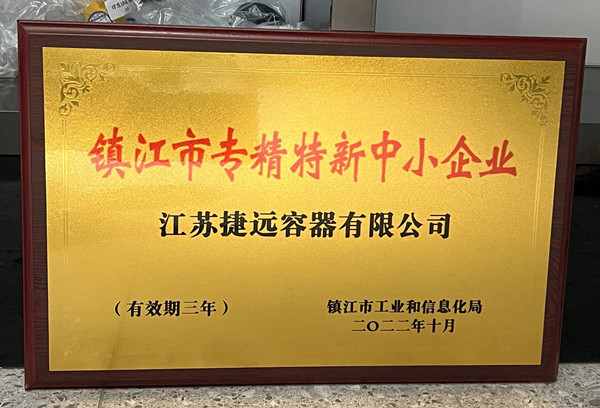 镇江市专精特新中小企业
江苏捷远容器有限公司
（有效期三年）
镇江市工业和信息化局
二〇二二年十月